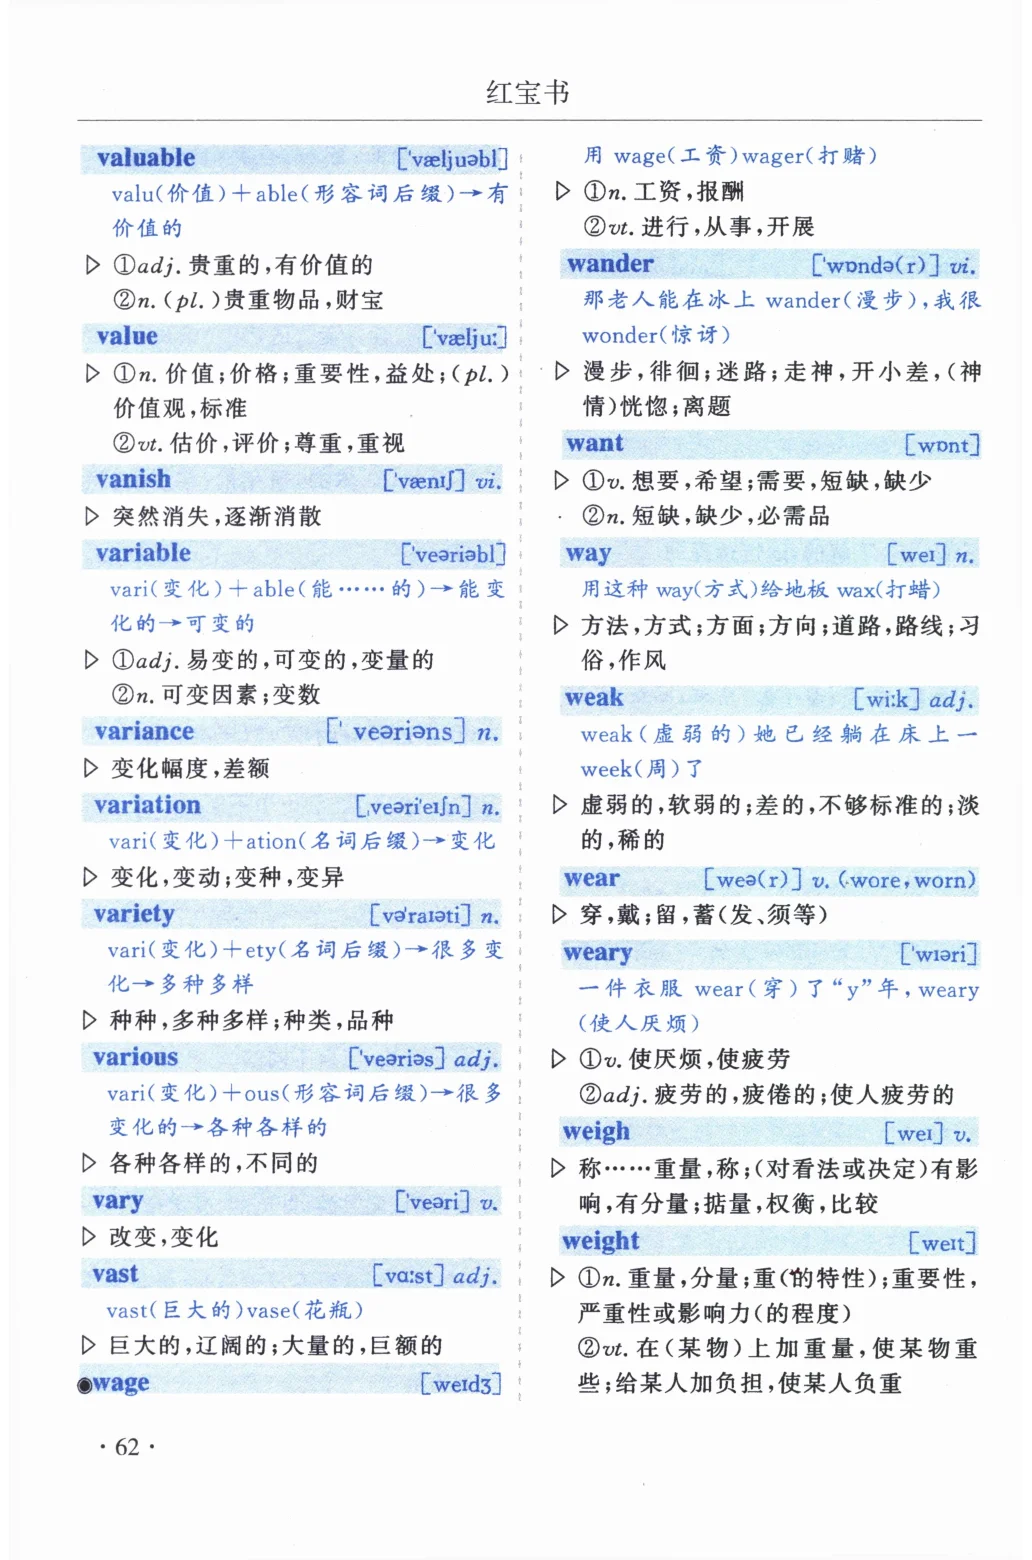 红宝书
valuable ['væljuəbl]
valu(价值)+able(形容词后缀)→有
价值的
▷ ①adj. 贵重的,有价值的
②n. (pl. )贵重物品,财宝
value ['vælju:]
▷ ①n. 价值;价格;重要性,益处;(pl. )
价值观,标准
②vt. 估价,评价;尊重,重视
vanish ['vænɪʃ] vi.
▷ 突然消失,逐渐消散
variable ['veəriəbl]
vari(变化)+able(能……的)→能变
化的→可变的
▷ ①adj. 易变的,可变的,变量的
②n. 可变因素;变数
variance [' veəriəns] n.
▷ 变化幅度,差额
variation [ˌveəri'eɪʃn] n.
vari(变化)+ation(名词后缀)→变化
▷ 变化,变动;变种,变异
variety [və'raɪəti] n.
vari(变化)+ety(名词后缀)→很多变
化→多种多样
▷ 种种,多种多样;种类,品种
various ['veəriəs] adj.
vari(变化)+ous(形容词后缀)→很多
变化的→各种各样的
▷ 各种各样的,不同的
vary ['veəri] v.
▷ 改变,变化
vast [vɑ:st] adj.
vast(巨大的)vase(花瓶)
▷ 巨大的,辽阔的;大量的,巨额的
●wage [weɪdʒ]
用 wage(工资)wager(打赌)
▷ ①n. 工资,报酬
②vt. 进行,从事,开展
wander ['wɒndə(r)] vi.
那老人能在冰上 wander(漫步),我很
wonder(惊讶)
▷ 漫步,徘徊;迷路;走神,开小差,(神
情)恍惚;离题
want [wɒnt]
▷ ①v. 想要,希望;需要,短缺,缺少
②n. 短缺,缺少,必需品
way [weɪ] n.
用这种 way(方式)给地板 wax(打蜡)
▷ 方法,方式;方面;方向;道路,路线;习
俗,作风
weak [wi:k] adj.
weak(虚弱的)她已经躺在床上一
week(周)了
▷ 虚弱的,软弱的;差的,不够标准的;淡
的,稀的
wear [weə(r)] v. (wore, worn)
▷ 穿,戴;留,蓄(发、须等)
weary ['wɪəri]
一件衣服 wear(穿)了“y”年, weary
(使人厌烦)
▷ ①v. 使厌烦,使疲劳
②adj. 疲劳的,疲倦的;使人疲劳的
weigh [weɪ] v.
▷ 称……重量,称;(对看法或决定)有影
响,有分量;掂量,权衡,比较
weight [weɪt]
▷ ①n. 重量,分量;重(的特性);重要性,
严重性或影响力(的程度)
②vt. 在(某物)上加重量,使某物重
些;给某人加负担,使某人负重
· 62 ·